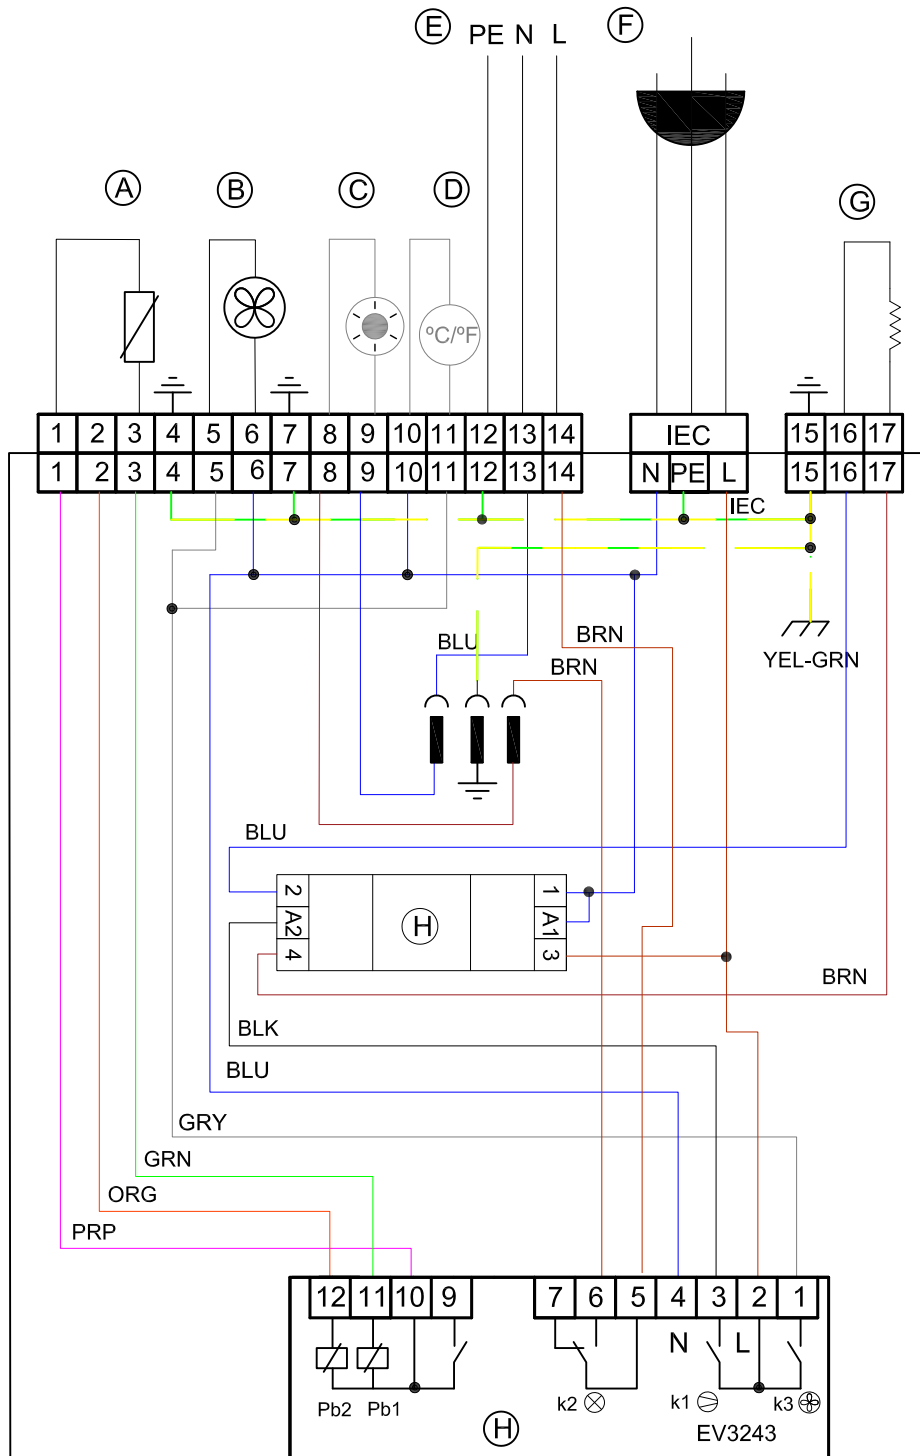 E PE N L F
A B C D G
°C/°F
1 2 3 4 5 6 7 8 9 10 11 12 13 14 IEC 15 16 17
1 2 3 4 5 6 7 8 9 10 11 12 13 14 N PE L 15 16 17
IEC
BLU BRN
BRN
YEL-GRN
BLU
2 1
A2 H A1
4 3
BRN
BLK
BLU
GRY
GRN
ORG
PRP
12 11 10 9 7 6 5 4 3 2 1
N L
Pb2 Pb1 k2 k1 k3
H EV3243